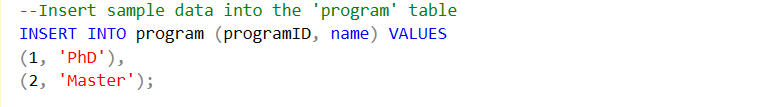 --Insert sample data into the 'program' table
INSERT INTO program (programID, name) VALUES
(1, 'PhD'),
(2, 'Master');